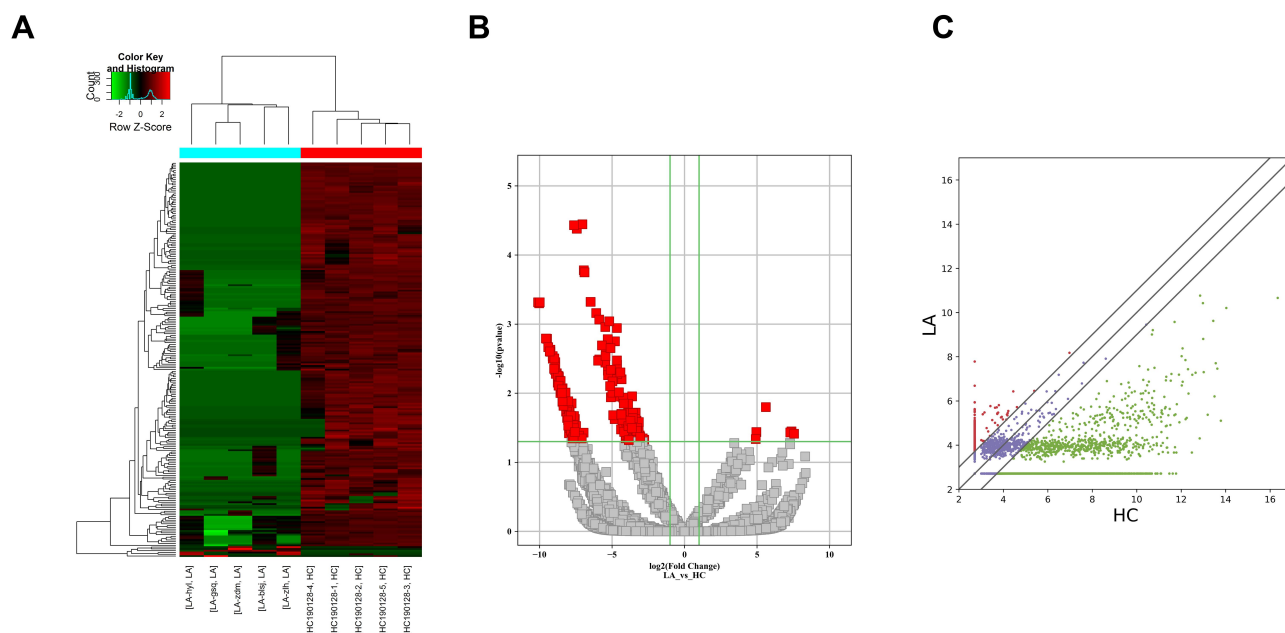 A
B
C
Color Key
and Histogram
Count
0 300
-2 0 2
Row Z-Score
[LA-hyl, LA]
[LA-gsq, LA]
[LA-zdm, LA]
[LA-blsj, LA]
[LA-zlh, LA]
HC190128-4, HC]
HC190128-1, HC]
HC190128-2, HC]
HC190128-5, HC]
HC190128-3, HC]
-log10(pvalue)
5
4
3
2
1
0
−10 −5 0 5 10
log2(Fold Change)
LA_vs_HC
LA
16
14
12
10
8
6
4
2
2 4 6 8 10 12 14 16
HC